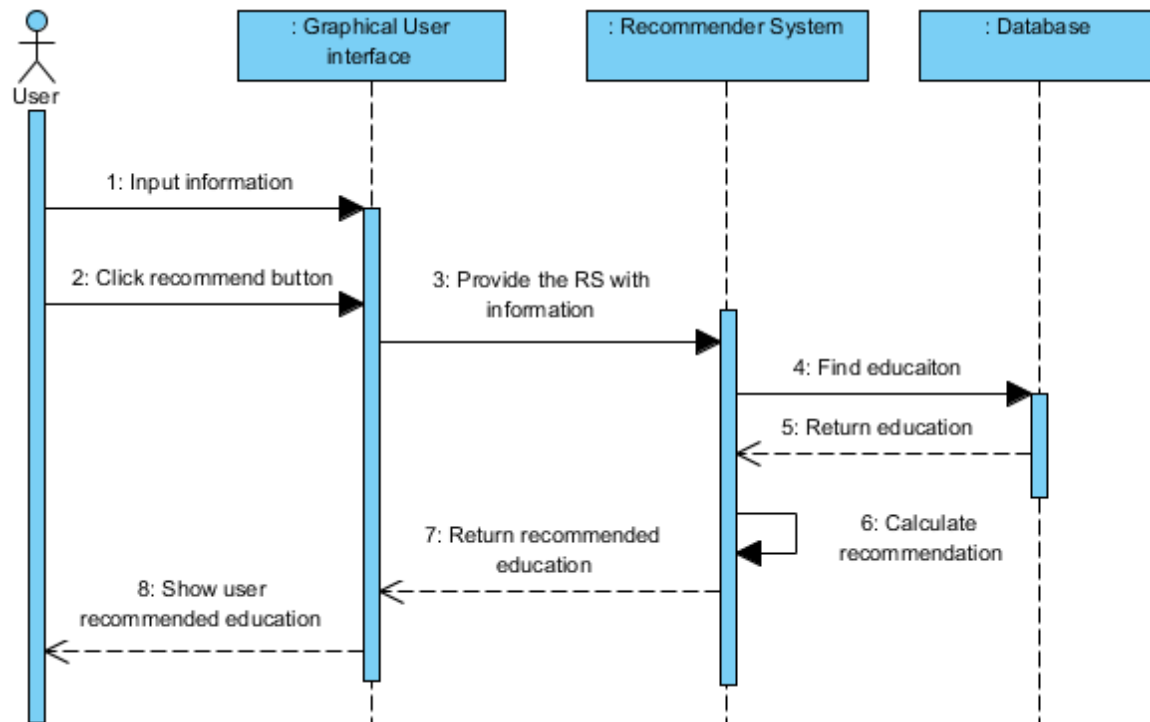 : Graphical User
interface
: Recommender System
: Database
User
1: Input information
2: Click recommend button
3: Provide the RS with
information
4: Find educaiton
5: Return education
6: Calculate
recommendation
7: Return recommended
education
8: Show user
recommended education